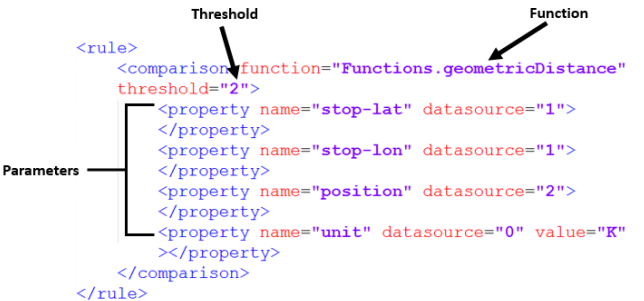 Threshold
Function
<rule>
<comparison function="Functions.geometricDistance"
threshold="2">
<property name="stop-lat" datasource="1">
</property>
<property name="stop-lon" datasource="1">
Parameters
</property>
<property name="position" datasource="2">
</property>
<property name="unit" datasource="0" value="K"
></property>
</comparison>
</rule>